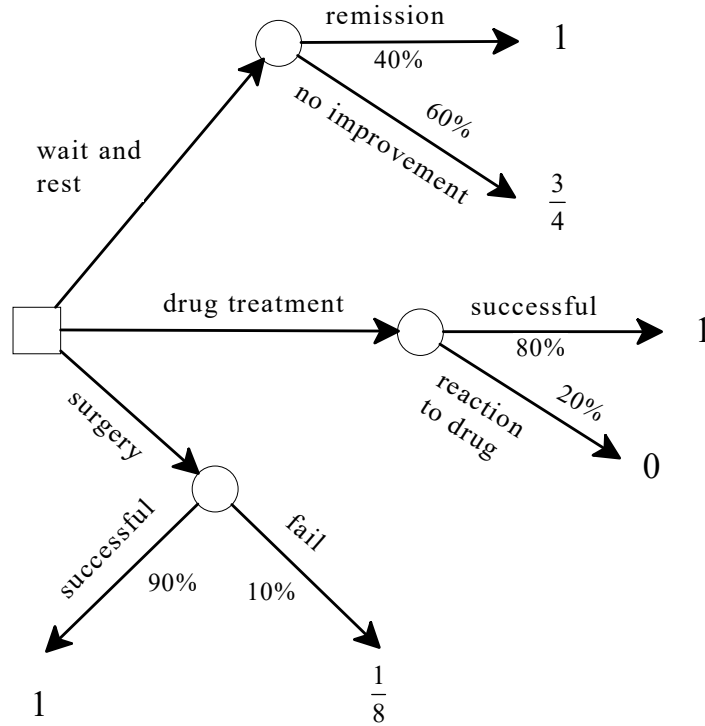 remission
1
40%
60%
no improvement
wait and
rest
3/4
drug treatment
successful
1
80%
reaction
to drug
20%
0
surgery
successful
fail
90%
10%
1
1/8